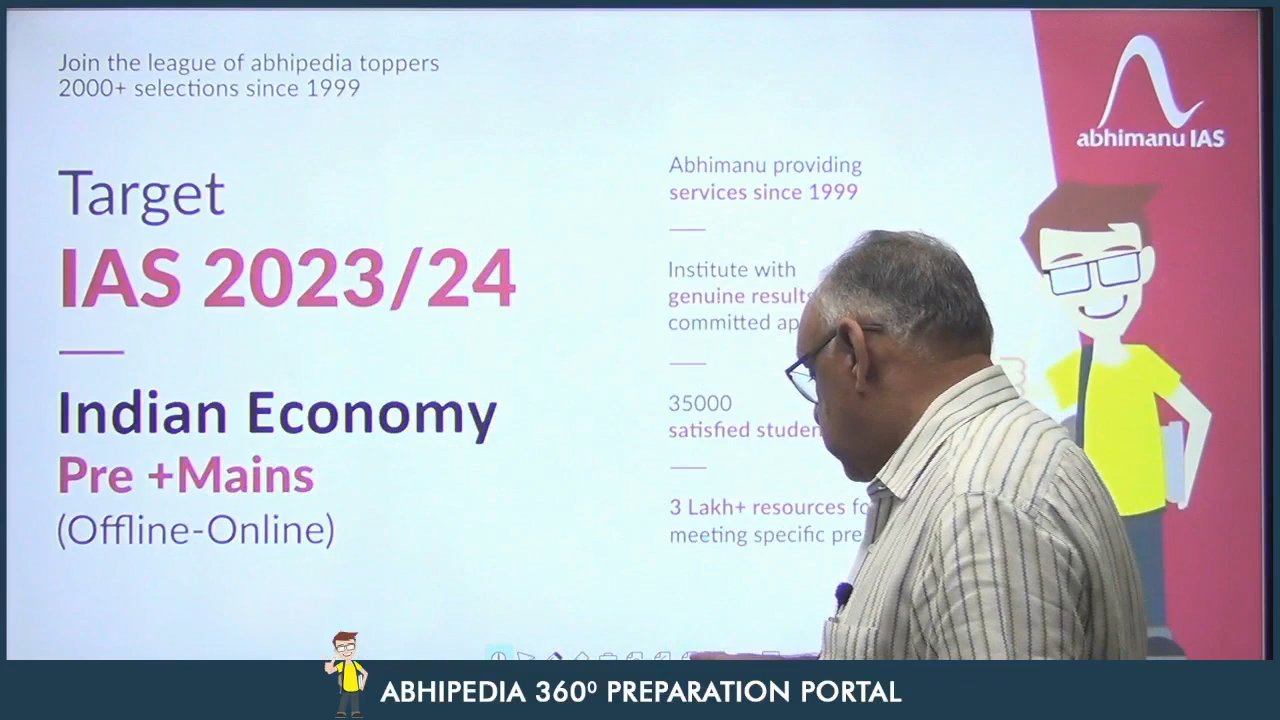 Join the league of abhipedia toppers
2000+ selections since 1999
Target
IAS 2023/24
Indian Economy
Pre +Mains
(Offline-Online)
Abhimanu providing
services since 1999
Institute with
genuine results
committed
35000
satisfied
3 Lakh+ resources
meeting specific
abhimanu IAS
ABHIPEDIA 360⁰ PREPARATION PORTAL